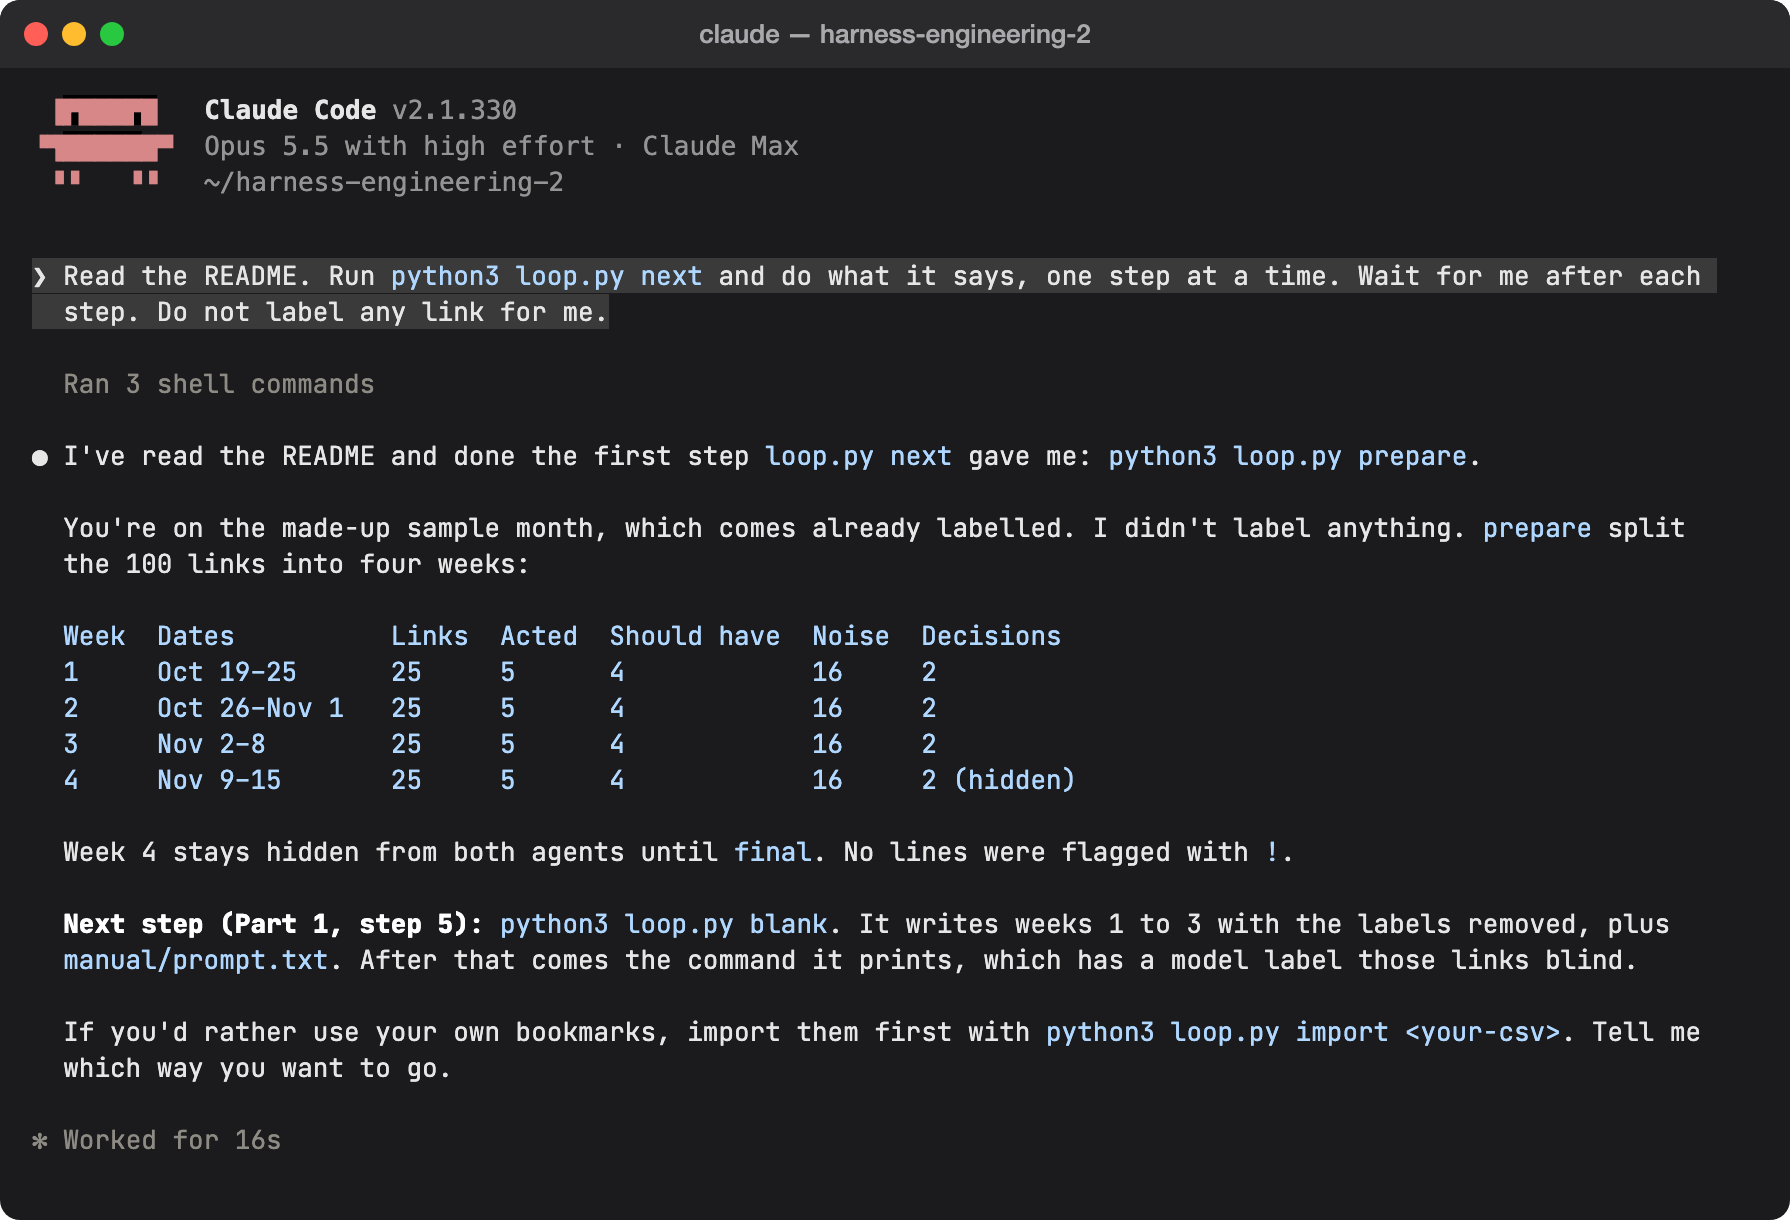 claude — harness-engineering-2
Claude Code v2.1.330
Opus 5.5 with high effort · Claude Max
~/harness-engineering-2
❯ Read the README. Run python3 loop.py next and do what it says, one step at a time. Wait for me after each
step. Do not label any link for me.
Ran 3 shell commands
● I've read the README and done the first step loop.py next gave me: python3 loop.py prepare.
You're on the made-up sample month, which comes already labelled. I didn't label anything. prepare split
the 100 links into four weeks:
Week  Dates          Links  Acted  Should have  Noise  Decisions
1     Oct 19–25      25     5      4            16     2
2     Oct 26–Nov 1   25     5      4            16     2
3     Nov 2–8        25     5      4            16     2
4     Nov 9–15       25     5      4            16     2 (hidden)
Week 4 stays hidden from both agents until final. No lines were flagged with !.
Next step (Part 1, step 5): python3 loop.py blank. It writes weeks 1 to 3 with the labels removed, plus
manual/prompt.txt. After that comes the command it prints, which has a model label those links blind.
If you'd rather use your own bookmarks, import them first with python3 loop.py import <your-csv>. Tell me
which way you want to go.
✻ Worked for 16s